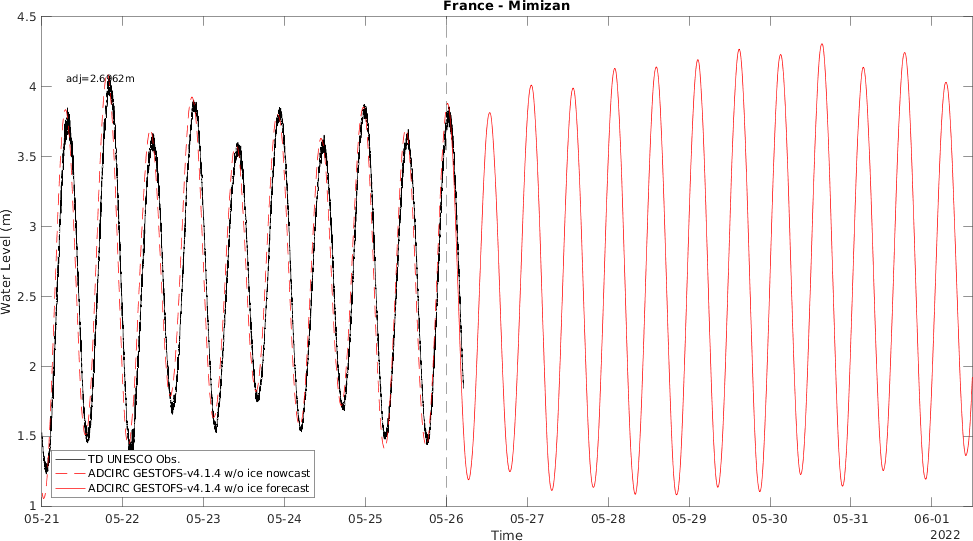 France - Mimizan
4.5
4
3.5
3
2.5
2
1.5
1
Water Level (m)
adj=2.6962m
TD UNESCO Obs.
ADCIRC GESTOFS-v4.1.4 w/o ice nowcast
ADCIRC GESTOFS-v4.1.4 w/o ice forecast
05-21 05-22 05-23 05-24 05-25 05-26 05-27 05-28 05-29 05-30 05-31 06-01
2022
Time